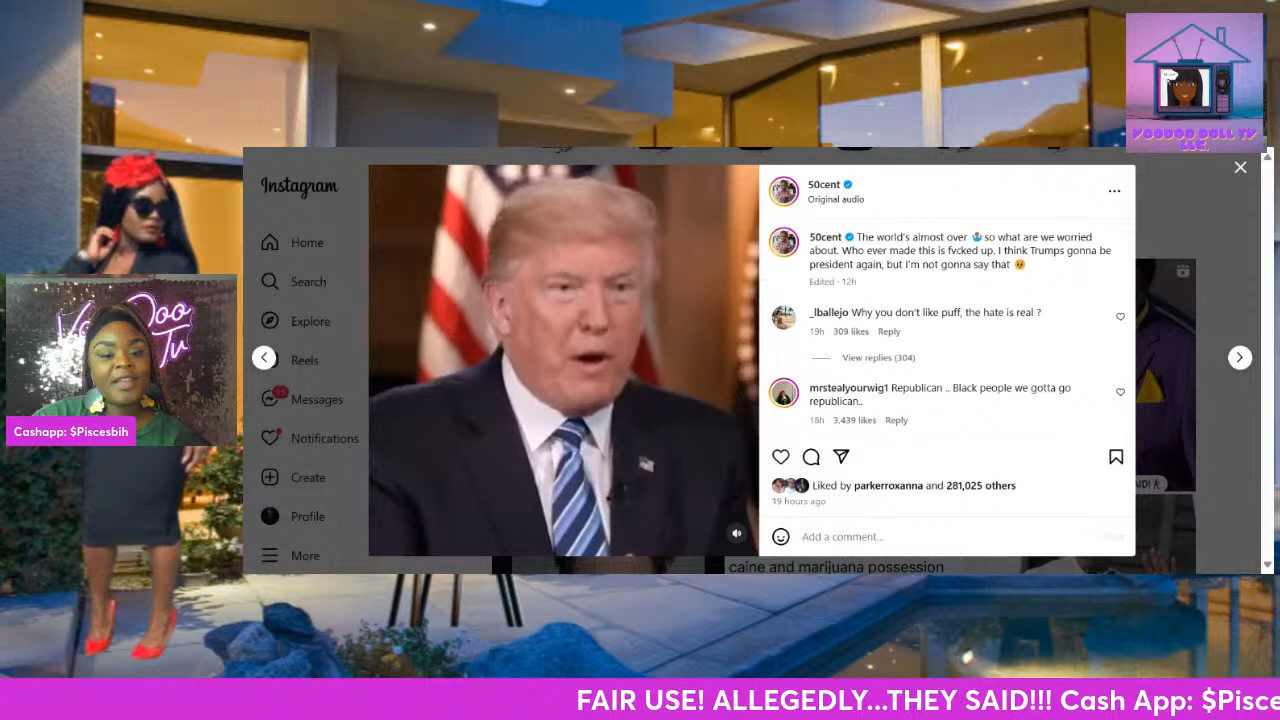 VOODOO DOLL TV
LLC.
Instagram
Home
Search
Explore
Reels
Messages
Notifications
Create
Profile
More
50cent
Original audio
50cent The world's almost over 🤷 so what are we worried
about. Who ever made this is fvcked up. I think Trumps gonna be
president again, but I'm not gonna say that
Edited · 12h
_lballejo Why you don't like puff, the hate is real ?
19h 309 likes Reply
View replies (304)
mrstealyourwig1 Republican .. Black people we gotta go
republican..
18h 3,439 likes Reply
Liked by parkerroxanna and 281,025 others
19 hours ago
Add a comment...
caine and marijuana possession
Tv
Cashapp: $Piscesbih
FAIR USE! ALLEGEDLY...THEY SAID!!! Cash App: $Pisce